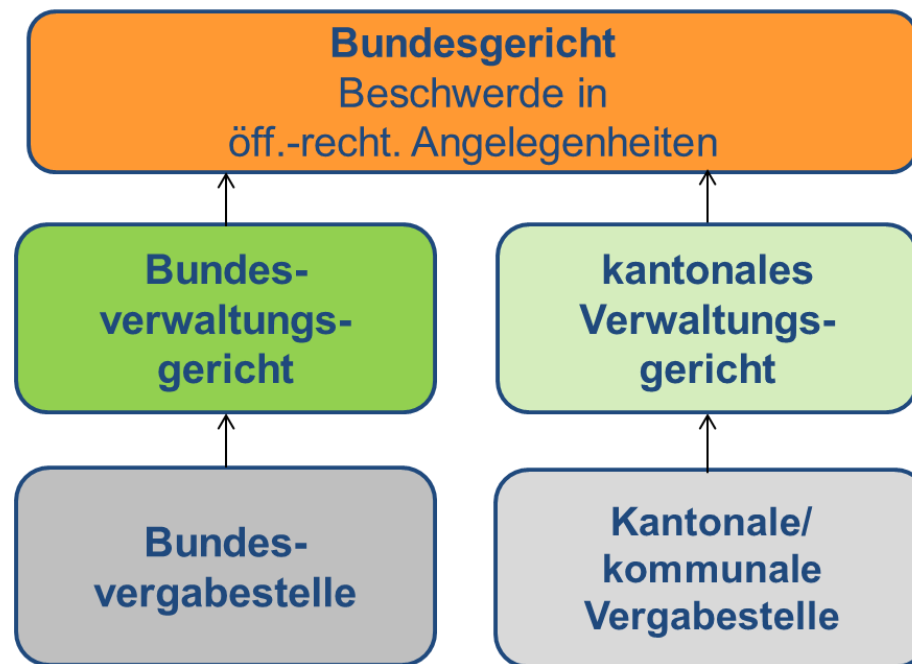 Bundesgericht
Beschwerde in
öff.-recht. Angelegenheiten
Bundes-
verwaltungs-
gericht
kantonales
Verwaltungs-
gericht
Bundes-
vergabestelle
Kantonale/
kommunale
Vergabestelle